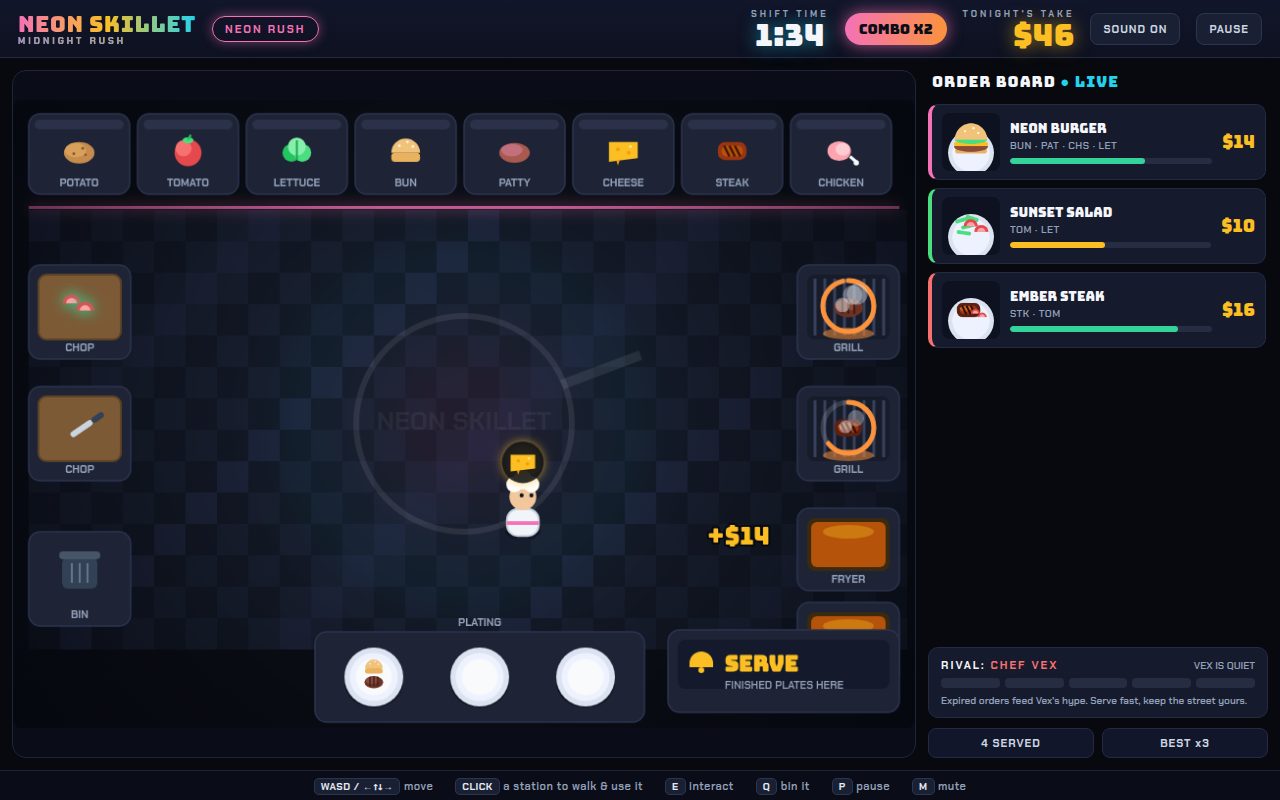 NEON SKILLET
MIDNIGHT RUSH
NEON RUSH
SHIFT TIME
1:34
COMBO X2
TONIGHT'S TAKE
$46
SOUND ON
PAUSE
POTATO
TOMATO
LETTUCE
BUN
PATTY
CHEESE
STEAK
CHICKEN
CHOP
GRILL
NEON SKILLET
CHOP
GRILL
+$14
FRYER
BIN
PLATING
SERVE
FINISHED PLATES HERE
ORDER BOARD • LIVE
NEON BURGER
BUN · PAT · CHS · LET
$14
SUNSET SALAD
TOM · LET
$10
EMBER STEAK
STK · TOM
$16
RIVAL: CHEF VEX
VEX IS QUIET
Expired orders feed Vex's hype. Serve fast, keep the street yours.
4 SERVED
BEST x3
WASD / ←↑↓→ move
CLICK a station to walk & use it
E interact
Q bin it
P pause
M mute